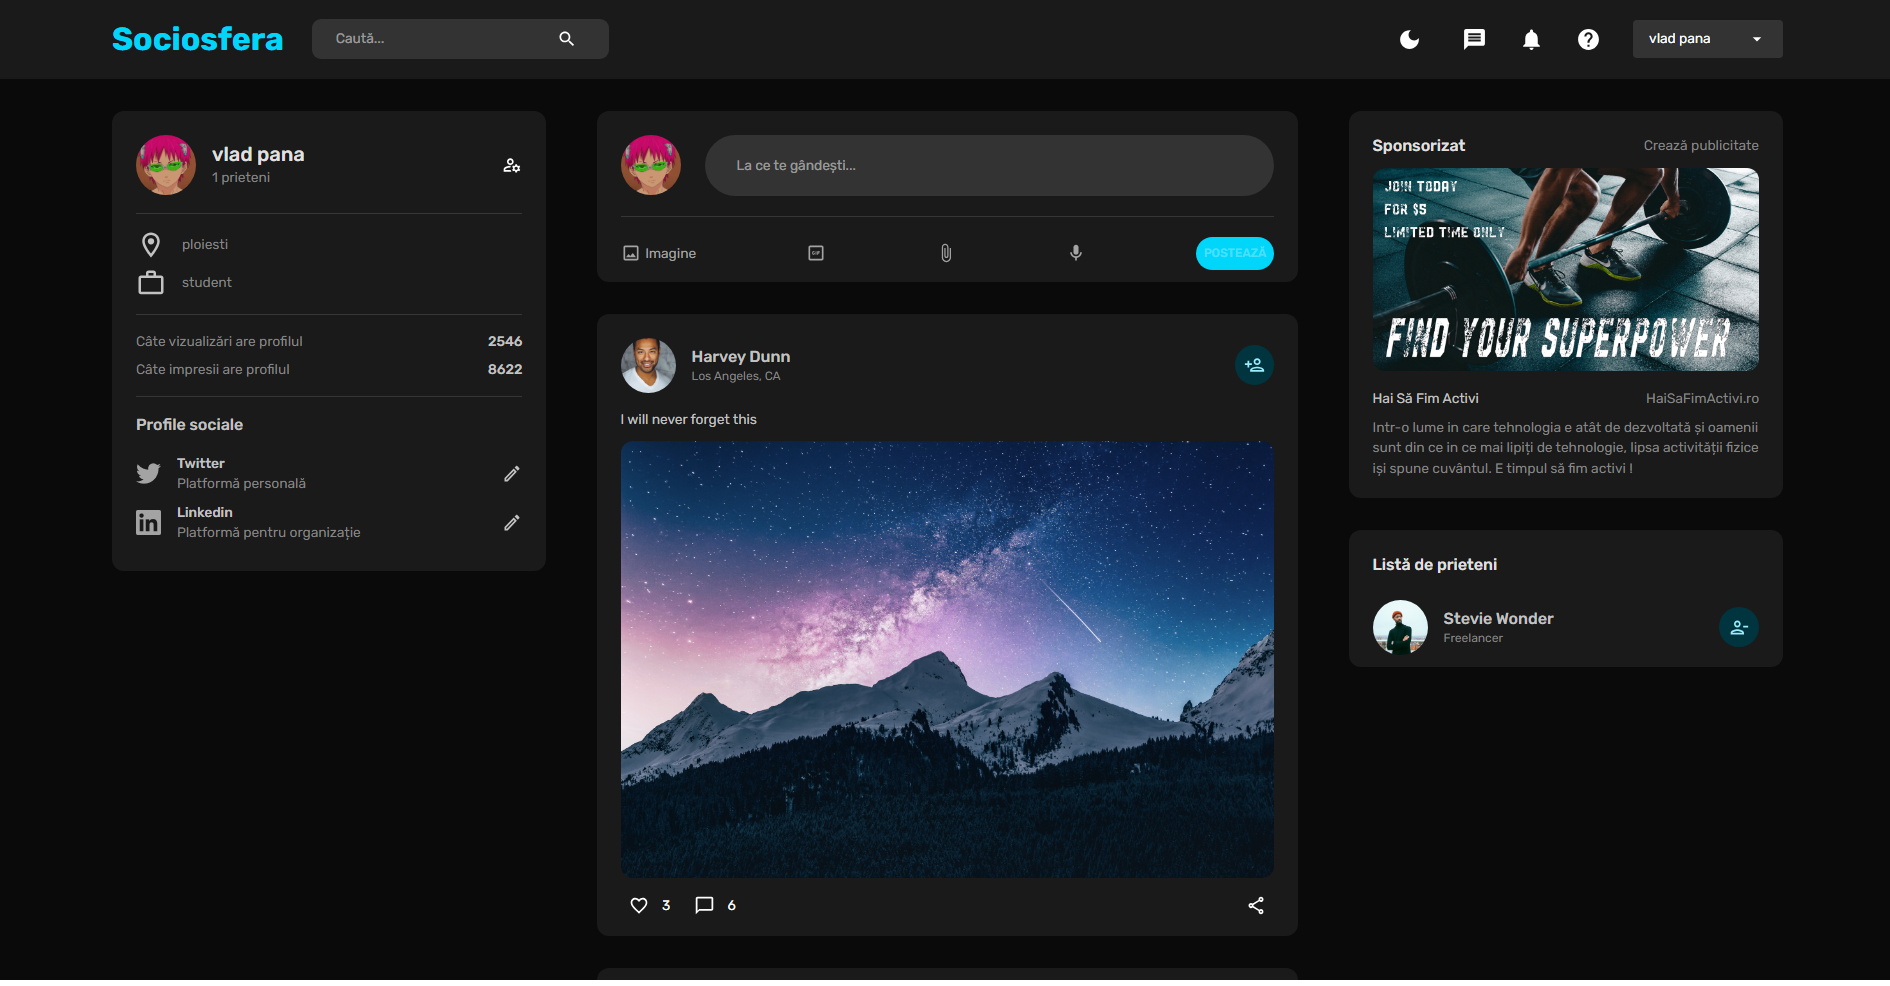 Sociosfera
Caută...
vlad pana
vlad pana
1 prieteni
ploiesti
student
Câte vizualizări are profilul
2546
Câte impresii are profilul
8622
Profile sociale
Twitter
Platformă personală
Linkedin
Platformă pentru organizație
La ce te gândești...
Imagine
GIF
POSTEAZĂ
Harvey Dunn
Los Angeles, CA
I will never forget this
3
6
Sponsorizat
Crează publicitate
JOIN TODAY
FOR $5
LIMITED TIME ONLY
FIND YOUR SUPERPOWER
Hai Să Fim Activi
HaiSaFimActivi.ro
Intr-o lume in care tehnologia e atât de dezvoltată și oamenii
sunt din ce in ce mai lipiți de tehnologie, lipsa activității fizice
iși spune cuvântul. E timpul să fim activi !
Listă de prieteni
Stevie Wonder
Freelancer